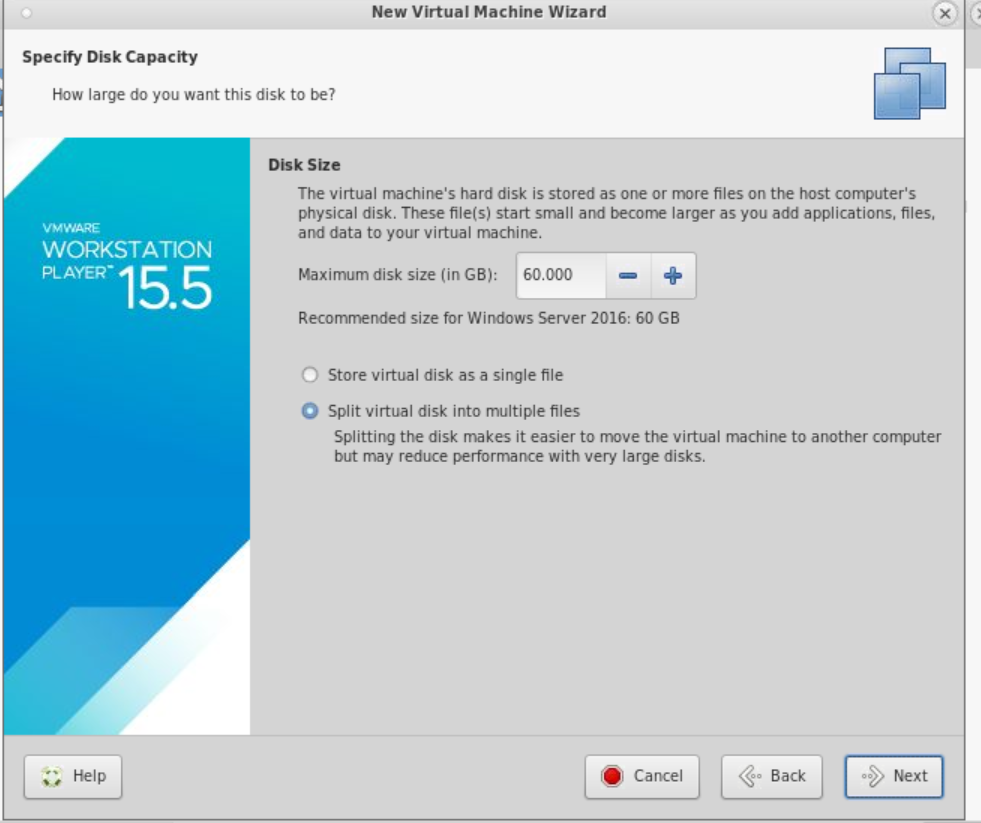 New Virtual Machine Wizard
Specify Disk Capacity
How large do you want this disk to be?
VMWARE
WORKSTATION
PLAYER™ 15.5
Disk Size
The virtual machine's hard disk is stored as one or more files on the host computer's
physical disk. These file(s) start small and become larger as you add applications, files,
and data to your virtual machine.
Maximum disk size (in GB): 60.000
Recommended size for Windows Server 2016: 60 GB
Store virtual disk as a single file
Split virtual disk into multiple files
Splitting the disk makes it easier to move the virtual machine to another computer
but may reduce performance with very large disks.
Help Cancel Back Next